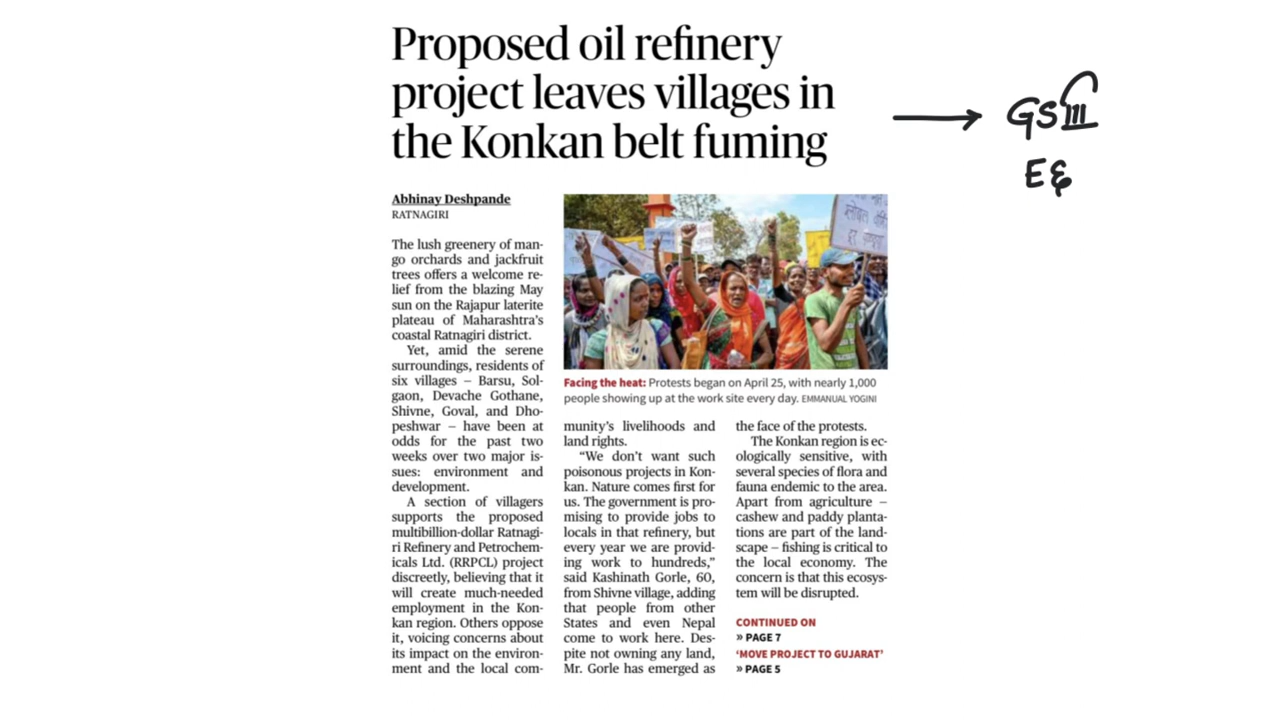 Proposed oil refinery
project leaves villages in
the Konkan belt fuming
GS III
E&
Abhinay Deshpande
RATNAGIRI
The lush greenery of man-
go orchards and jackfruit
trees offers a welcome re-
lief from the blazing May
sun on the Rajapur laterite
plateau of Maharashtra's
coastal Ratnagiri district.
Yet, amid the serene
surroundings, residents of
six villages — Barsu, Sol-
gaon, Devache Gothane,
Shivne, Goval, and Dho-
peshwar — have been at
odds for the past two
weeks over two major is-
sues: environment and
development.
A section of villagers
supports the proposed
multibillion-dollar Ratnagi-
ri Refinery and Petrochem-
icals Ltd. (RRPCL) project
discreetly, believing that it
will create much-needed
employment in the Kon-
kan region. Others oppose
it, voicing concerns about
its impact on the environ-
ment and the local com-
Facing the heat: Protests began on April 25, with nearly 1,000
people showing up at the work site every day. EMMANUAL YOGINI
munity's livelihoods and
land rights.
"We don't want such
poisonous projects in Kon-
kan. Nature comes first for
us. The government is pro-
mising to provide jobs to
locals in that refinery, but
every year we are provid-
ing work to hundreds,"
said Kashinath Gorle, 60,
from Shivne village, adding
that people from other
States and even Nepal
come to work here. Des-
pite not owning any land,
Mr. Gorle has emerged as
the face of the protests.
The Konkan region is ec-
ologically sensitive, with
several species of flora and
fauna endemic to the area.
Apart from agriculture —
cashew and paddy planta-
tions are part of the land-
scape — fishing is critical to
the local economy. The
concern is that this ecosys-
tem will be disrupted.
CONTINUED ON
» PAGE 7
'MOVE PROJECT TO GUJARAT'
» PAGE 5